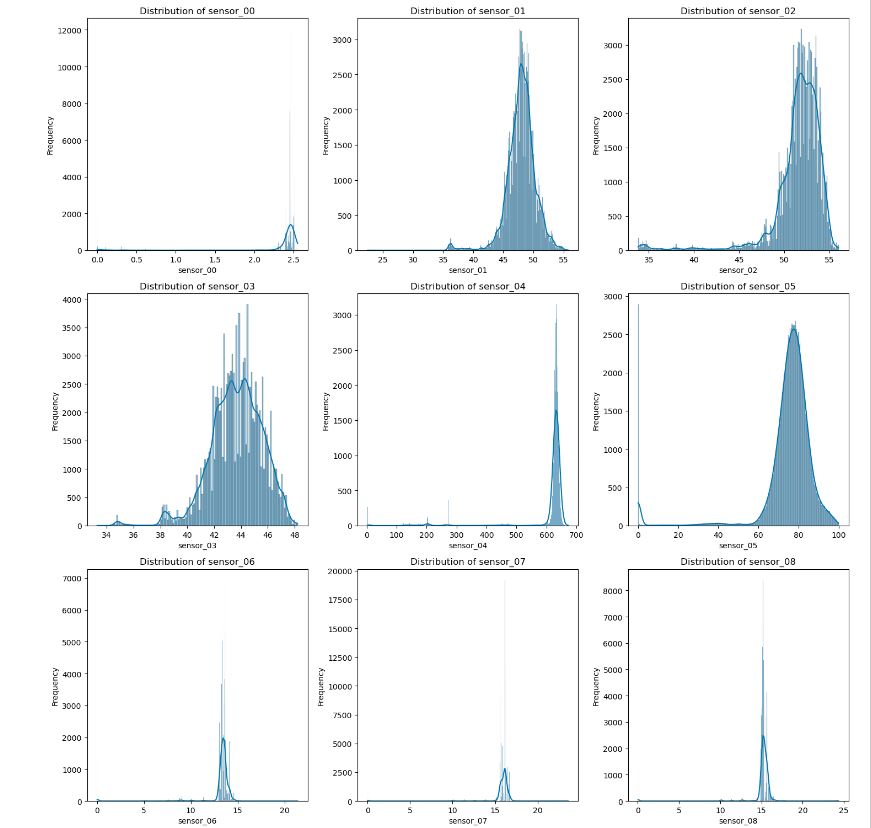 Distribution of sensor_00
Distribution of sensor_01
Distribution of sensor_02
12000
10000
8000
6000
4000
2000
0
Frequency
0.0 0.5 1.0 1.5 2.0 2.5
sensor_00
3000
2500
2000
1500
1000
500
0
Frequency
25 30 35 40 45 50 55
sensor_01
3000
2500
2000
1500
1000
500
0
Frequency
35 40 45 50 55
sensor_02
Distribution of sensor_03
Distribution of sensor_04
Distribution of sensor_05
4000
3500
3000
2500
2000
1500
1000
500
0
Frequency
34 36 38 40 42 44 46 48
sensor_03
3000
2500
2000
1500
1000
500
0
Frequency
0 100 200 300 400 500 600 700
sensor_04
3000
2500
2000
1500
1000
500
0
Frequency
0 20 40 60 80 100
sensor_05
Distribution of sensor_06
Distribution of sensor_07
Distribution of sensor_08
7000
6000
5000
4000
3000
2000
1000
0
Frequency
0 5 10 15 20
sensor_06
20000
17500
15000
12500
10000
7500
5000
2500
0
Frequency
0 5 10 15 20
sensor_07
8000
7000
6000
5000
4000
3000
2000
1000
0
Frequency
0 5 10 15 20 25
sensor_08